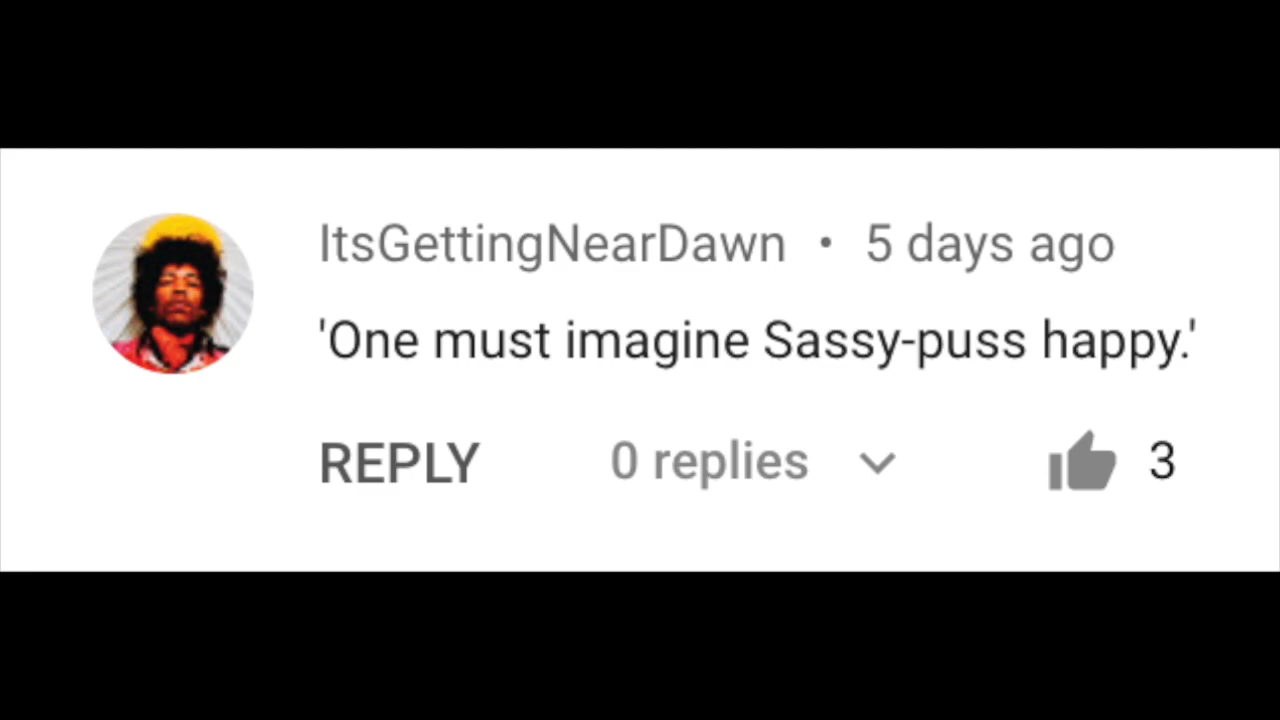 ItsGettingNearDawn • 5 days ago
'One must imagine Sassy-puss happy.'
REPLY 0 replies 3